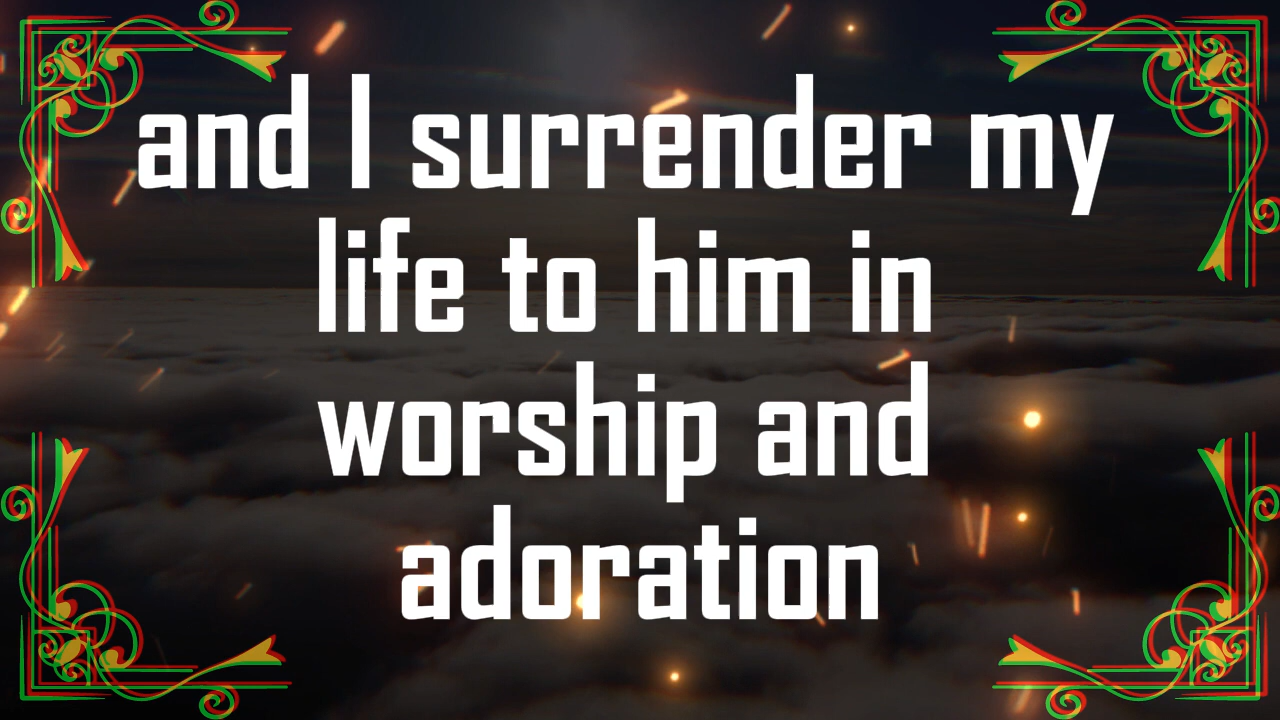 and I surrender my
life to him in
worship and
adoration